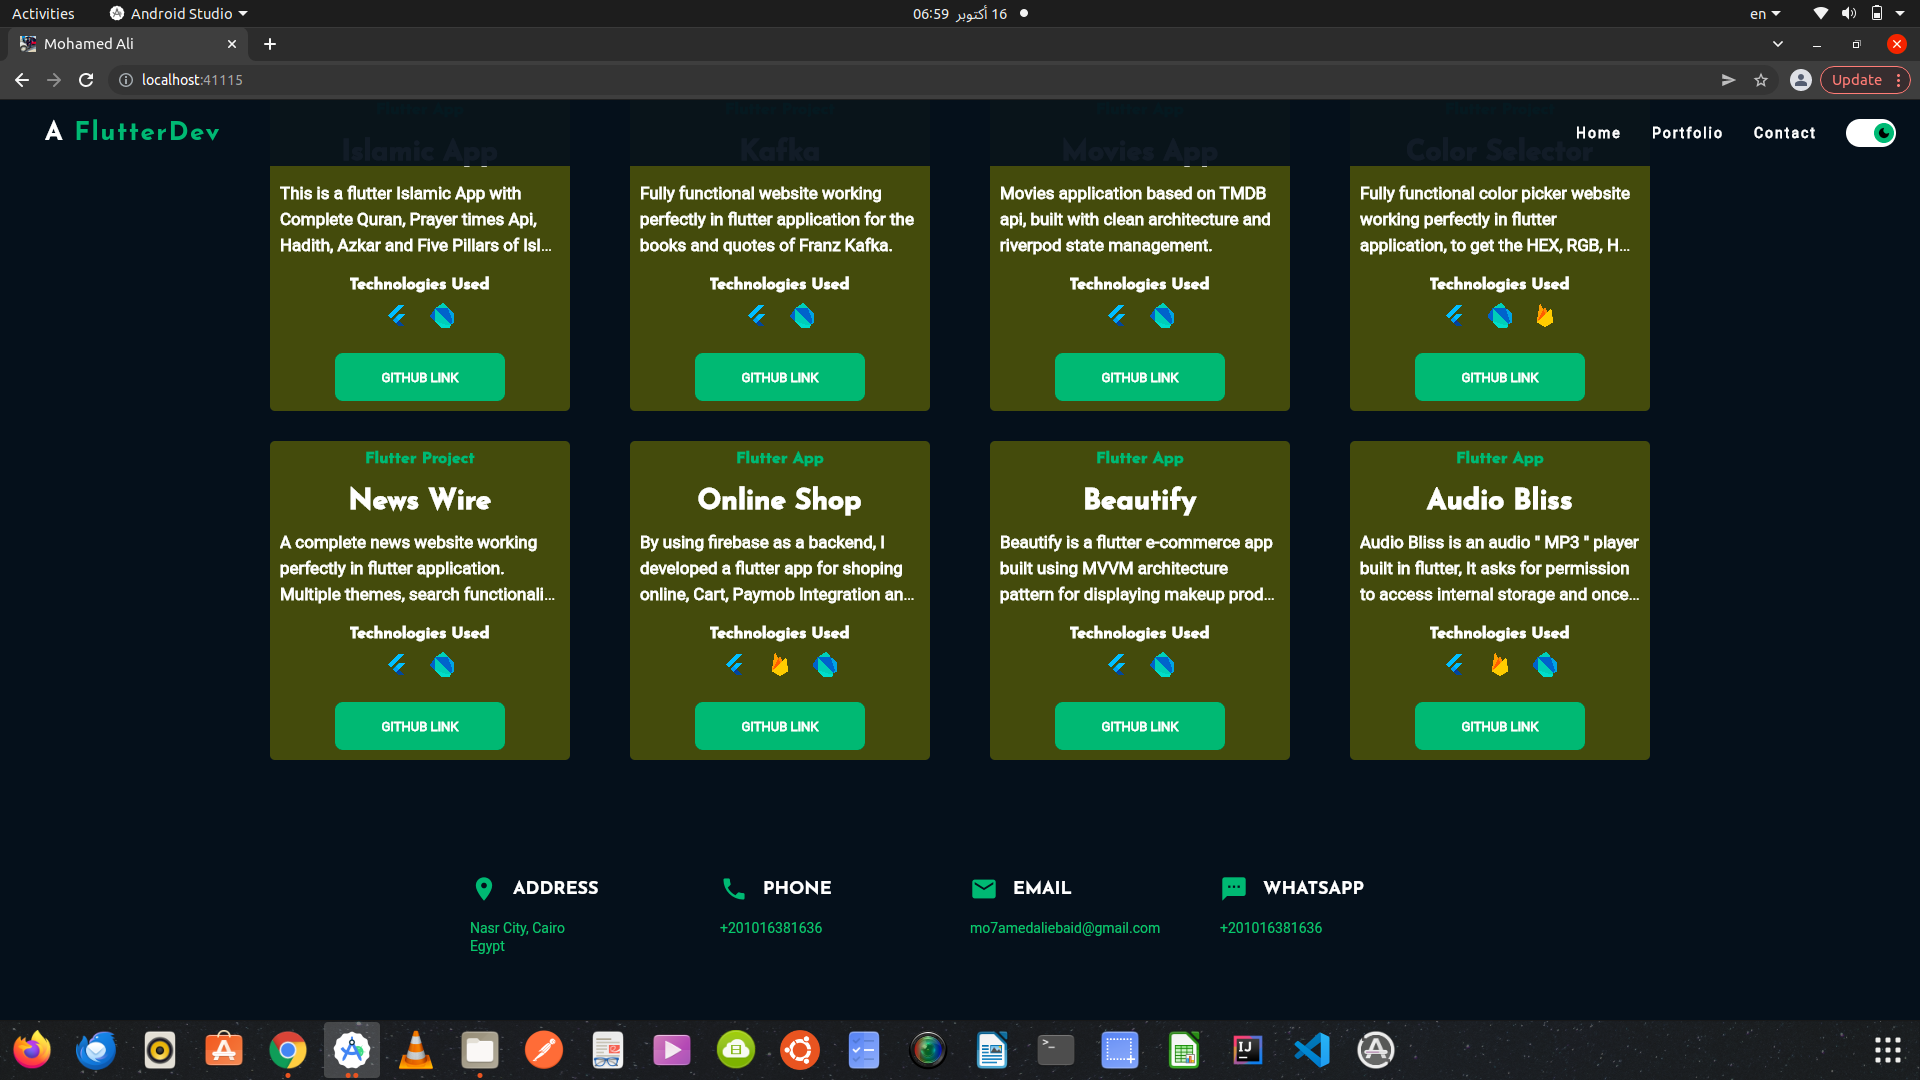 Activities
Android Studio
06:59 16 أكتوبر
en
Mohamed Ali
localhost:41115
Update
A FlutterDev
Home
Portfolio
Contact
Flutter App
Flutter Project
Flutter App
Flutter Project
Islamic App
Kafka
Movies App
Color Selector
This is a flutter Islamic App with
Complete Quran, Prayer times Api,
Hadith, Azkar and Five Pillars of Isl...
Technologies Used
GITHUB LINK
Fully functional website working
perfectly in flutter application for the
books and quotes of Franz Kafka.
Technologies Used
GITHUB LINK
Movies application based on TMDB
api, built with clean architecture and
riverpod state management.
Technologies Used
GITHUB LINK
Fully functional color picker website
working perfectly in flutter
application, to get the HEX, RGB, H...
Technologies Used
GITHUB LINK
Flutter Project
News Wire
A complete news website working
perfectly in flutter application.
Multiple themes, search functionali...
Technologies Used
GITHUB LINK
Flutter App
Online Shop
By using firebase as a backend, I
developed a flutter app for shoping
online, Cart, Paymob Integration an...
Technologies Used
GITHUB LINK
Flutter App
Beautify
Beautify is a flutter e-commerce app
built using MVVM architecture
pattern for displaying makeup prod...
Technologies Used
GITHUB LINK
Flutter App
Audio Bliss
Audio Bliss is an audio " MP3 " player
built in flutter, It asks for permission
to access internal storage and once...
Technologies Used
GITHUB LINK
ADDRESS
Nasr City, Cairo
Egypt
PHONE
+201016381636
EMAIL
mo7amedaliebaid@gmail.com
WHATSAPP
+201016381636